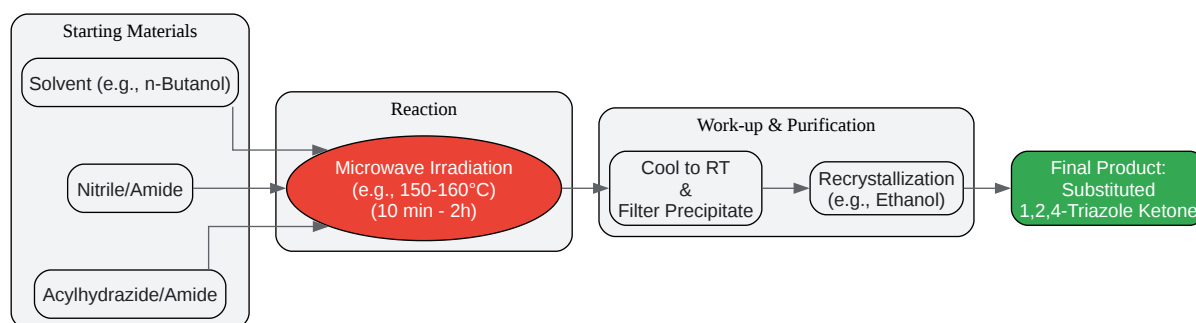 Starting Materials
Solvent (e.g., n-Butanol)
Nitrile/Amide
Acylhydrazide/Amide
Reaction
Microwave Irradiation
(e.g., 150-160°C)
(10 min - 2h)
Work-up & Purification
Cool to RT
&
Filter Precipitate
Recrystallization
(e.g., Ethanol)
Final Product:
Substituted
1,2,4-Triazole Ketone